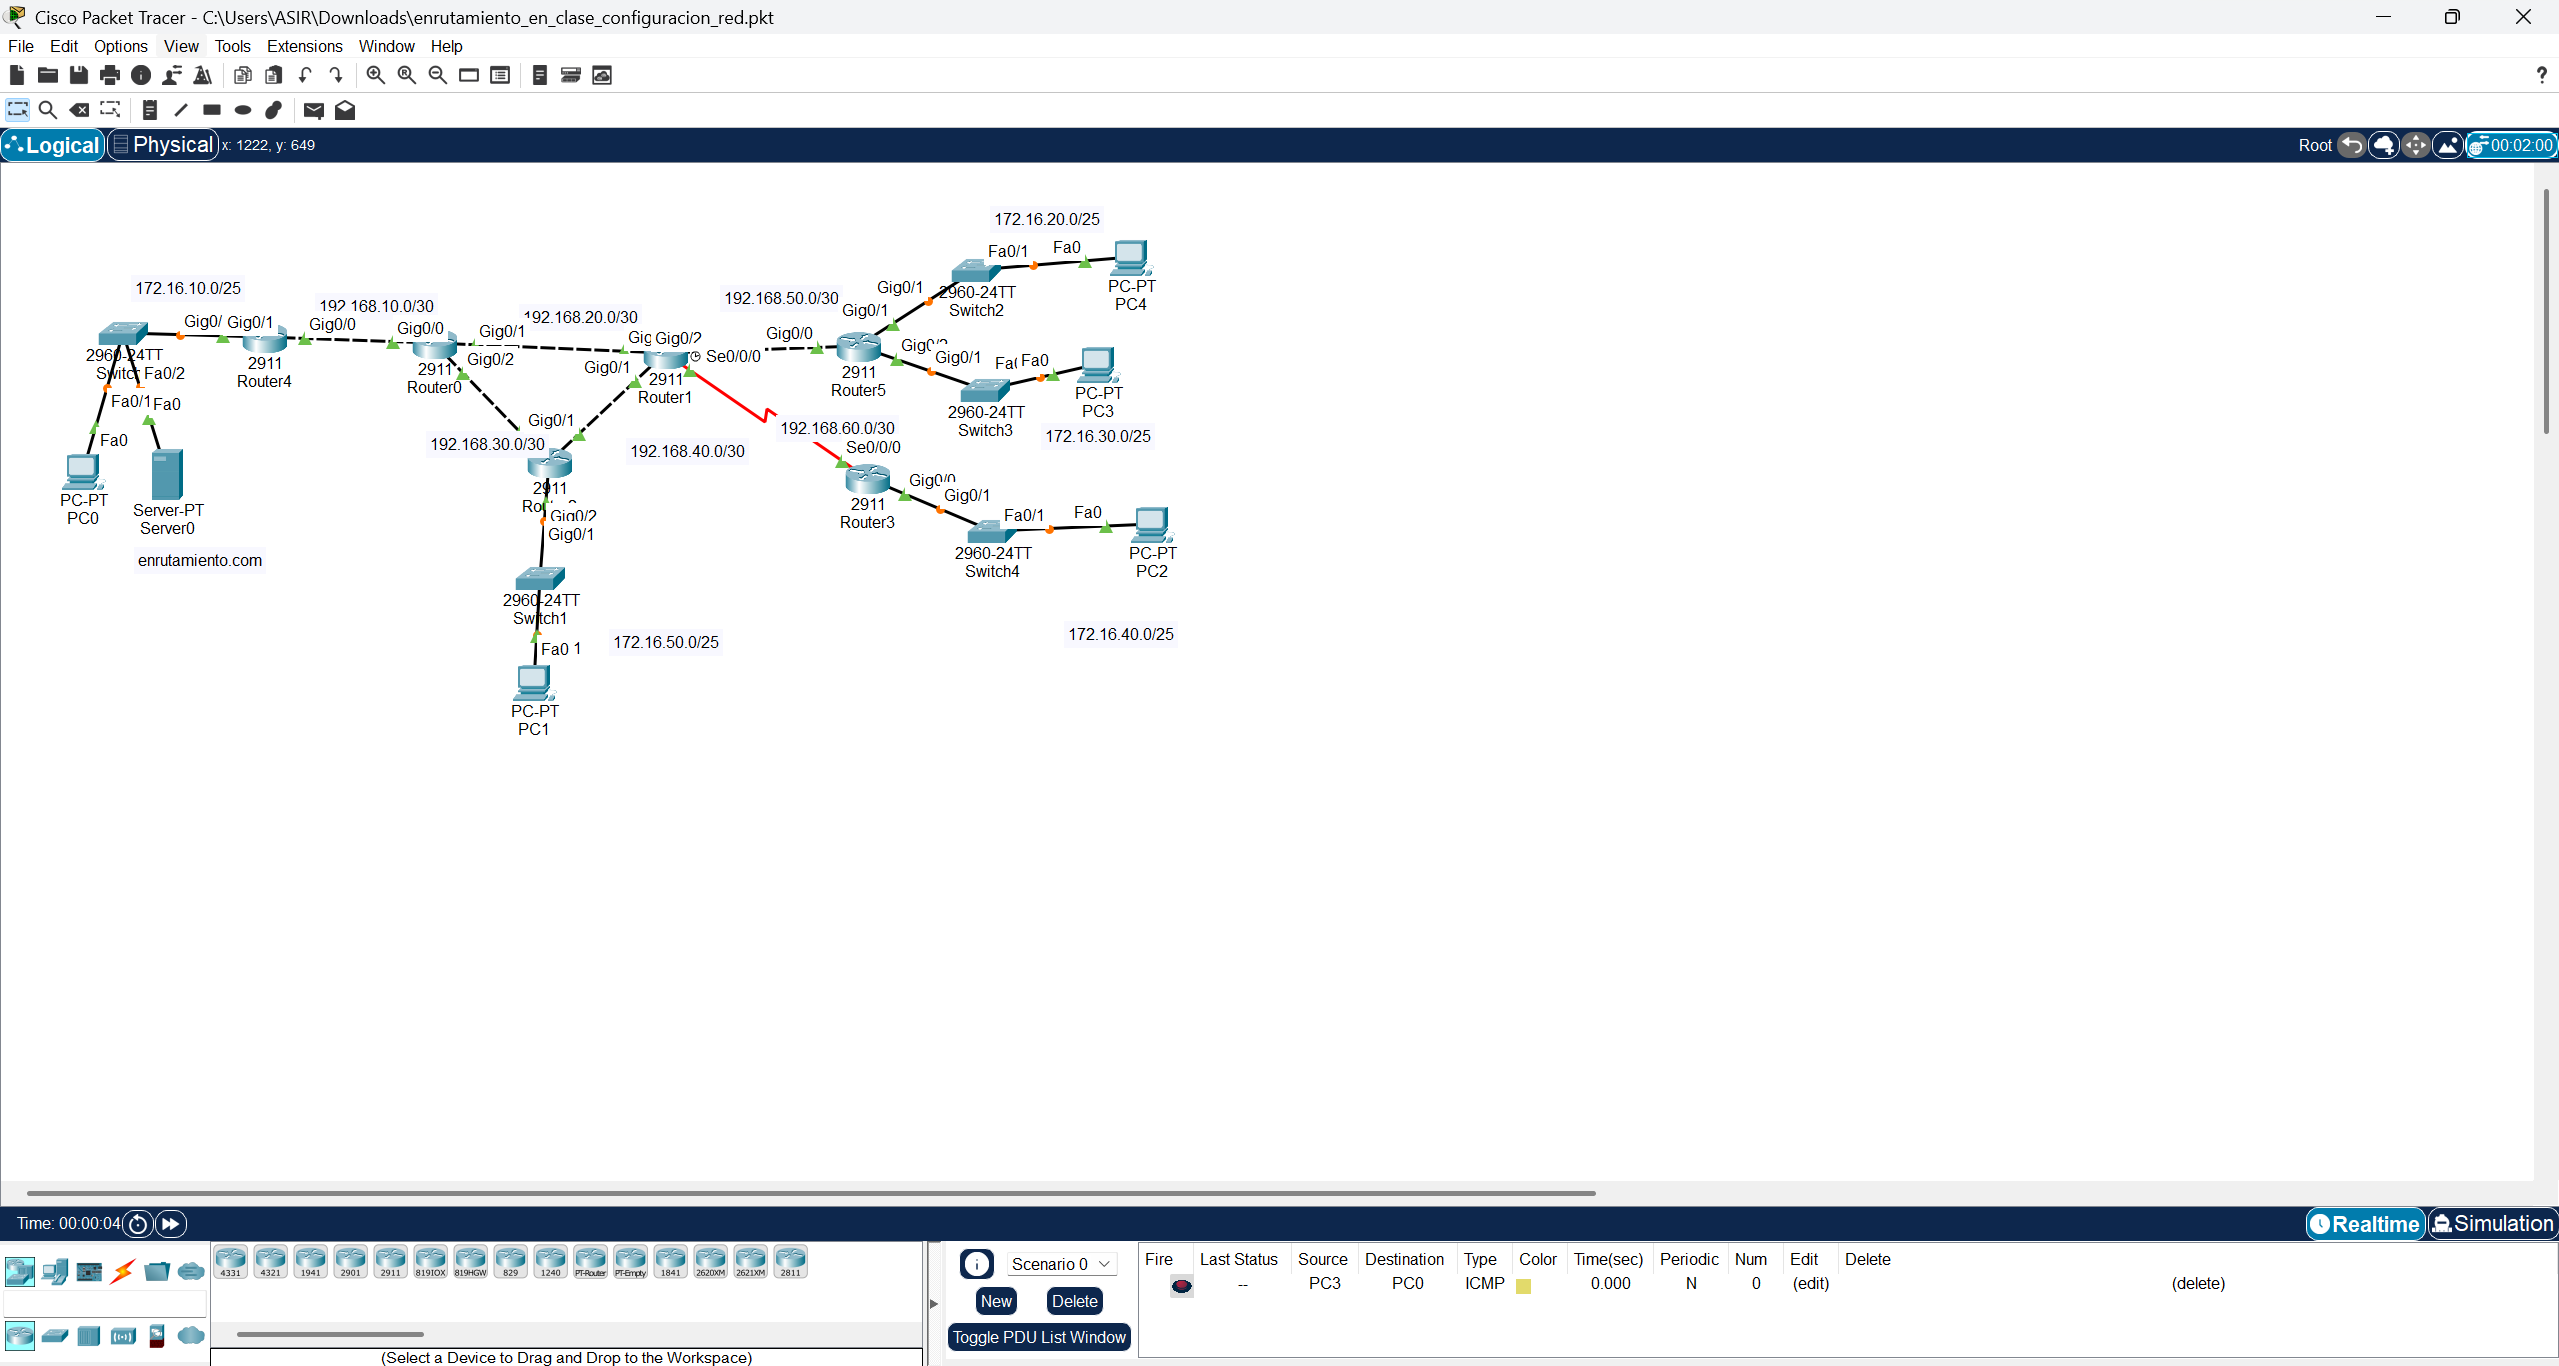 Cisco Packet Tracer - C:\Users\ASIR\Downloads\enrutamiento_en_clase_configuracion_red.pkt
File Edit Options View Tools Extensions Window Help
Logical Physical x: 1222, y: 649 Root 00:02:00
172.16.20.0/25
Fa0/1 Fa0
PC-PT
PC4
172.16.10.0/25
192.168.10.0/30
192.168.20.0/30
192.168.50.0/30
Gig0/1
Gig0/1
2960-24TT
Switch2
Gig0/ Gig0/1
Gig0/0
Gig0/0
Gig0/1
Gig0/2
Gig0/2
Gig0/1
Se0/0/0
Gig0/0
2960-24TT
Fa0/2
2911
Router4
2911
Router0
2911
Router1
2911
Router5
Gig0/1
Fa0
PC-PT
PC3
2960-24TT
Switch3
172.16.30.0/25
Fa0/1 Fa0
Fa0
Gig0/1
192.168.30.0/30
192.168.40.0/30
192.168.60.0/30
Se0/0/0
PC-PT
PC0
Server-PT
Server0
enrutamiento.com
2911
Gig0/2
Gig0/1
2911
Router3
Gig0/0
Gig0/1
Fa0/1 Fa0
2960-24TT
Switch4
PC-PT
PC2
2960-24TT
Switch1
172.16.50.0/25
172.16.40.0/25
Fa0 1
PC-PT
PC1
Time: 00:00:04 Realtime Simulation
4331 4321 1941 2901 2911 819IOX 819HGW 829 1240 PT-Router PT-Empty 1841 2620XM 2621XM 2811
(Select a Device to Drag and Drop to the Workspace)
Scenario 0
New Delete
Toggle PDU List Window
Fire Last Status Source Destination Type Color Time(sec) Periodic Num Edit Delete
-- PC3 PC0 ICMP 0.000 N 0 (edit) (delete)